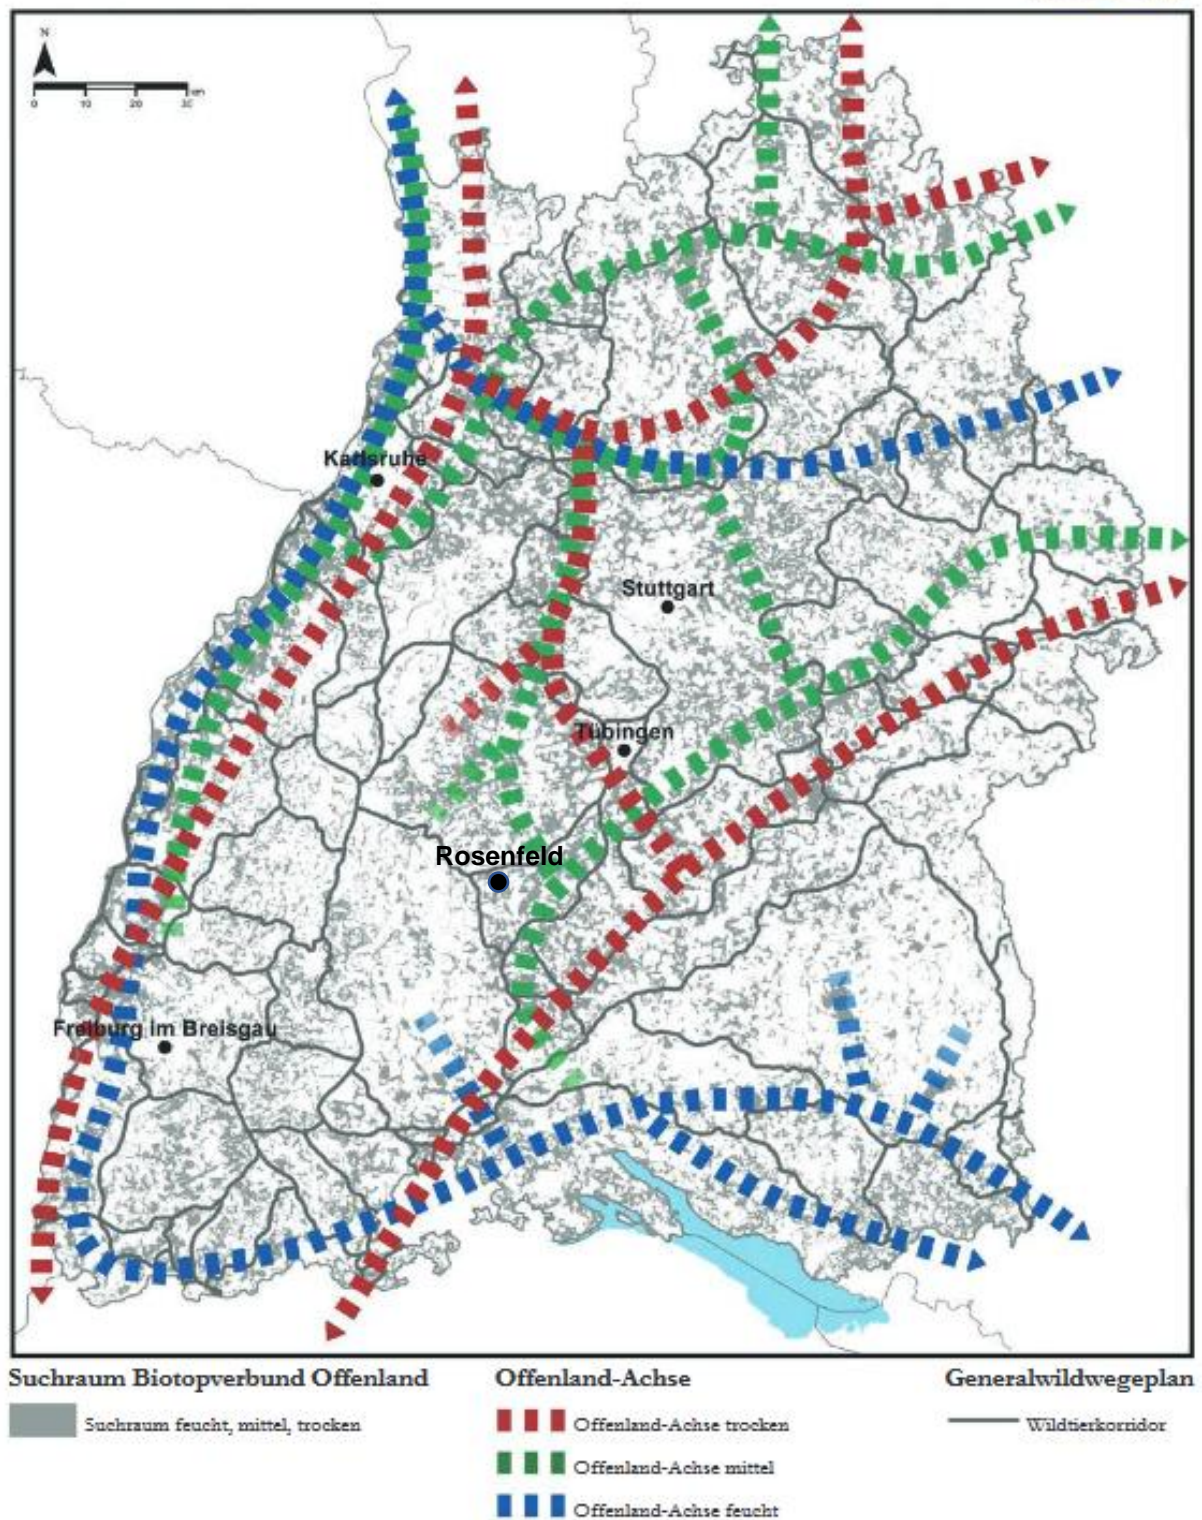 N
0 10 20 30 km
Karlsruhe
Stuttgart
Tübingen
Rosenfeld
Freiburg im Breisgau
Suchraum Biotopverbund Offenland
Offenland-Achse
Generalwildwegeplan
Suchraum feucht, mittel, trocken
Offenland-Achse trocken
Wildtierkorridor
Offenland-Achse mittel
Offenland-Achse feucht